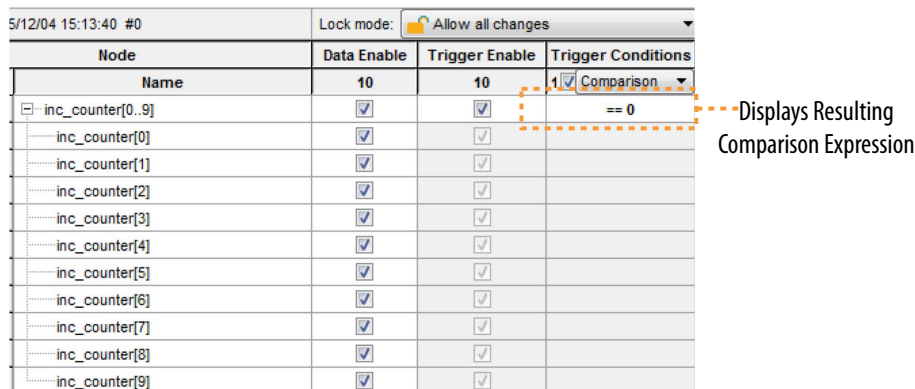 5/12/04 15:13:40 #0 Lock mode: Allow all changes
Node Data Enable Trigger Enable Trigger Conditions
Name 10 10 1 Comparison
inc_counter[0..9] == 0
inc_counter[0]
inc_counter[1]
inc_counter[2]
inc_counter[3]
inc_counter[4]
inc_counter[5]
inc_counter[6]
inc_counter[7]
inc_counter[8]
inc_counter[9]
Displays Resulting
Comparison Expression